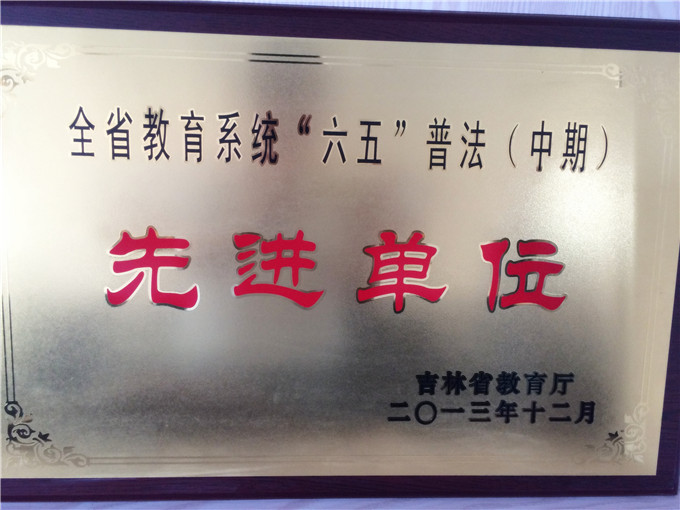 全省教育系统“六五”普法（中期）
先进单位
吉林省教育厅
二〇一三年十二月